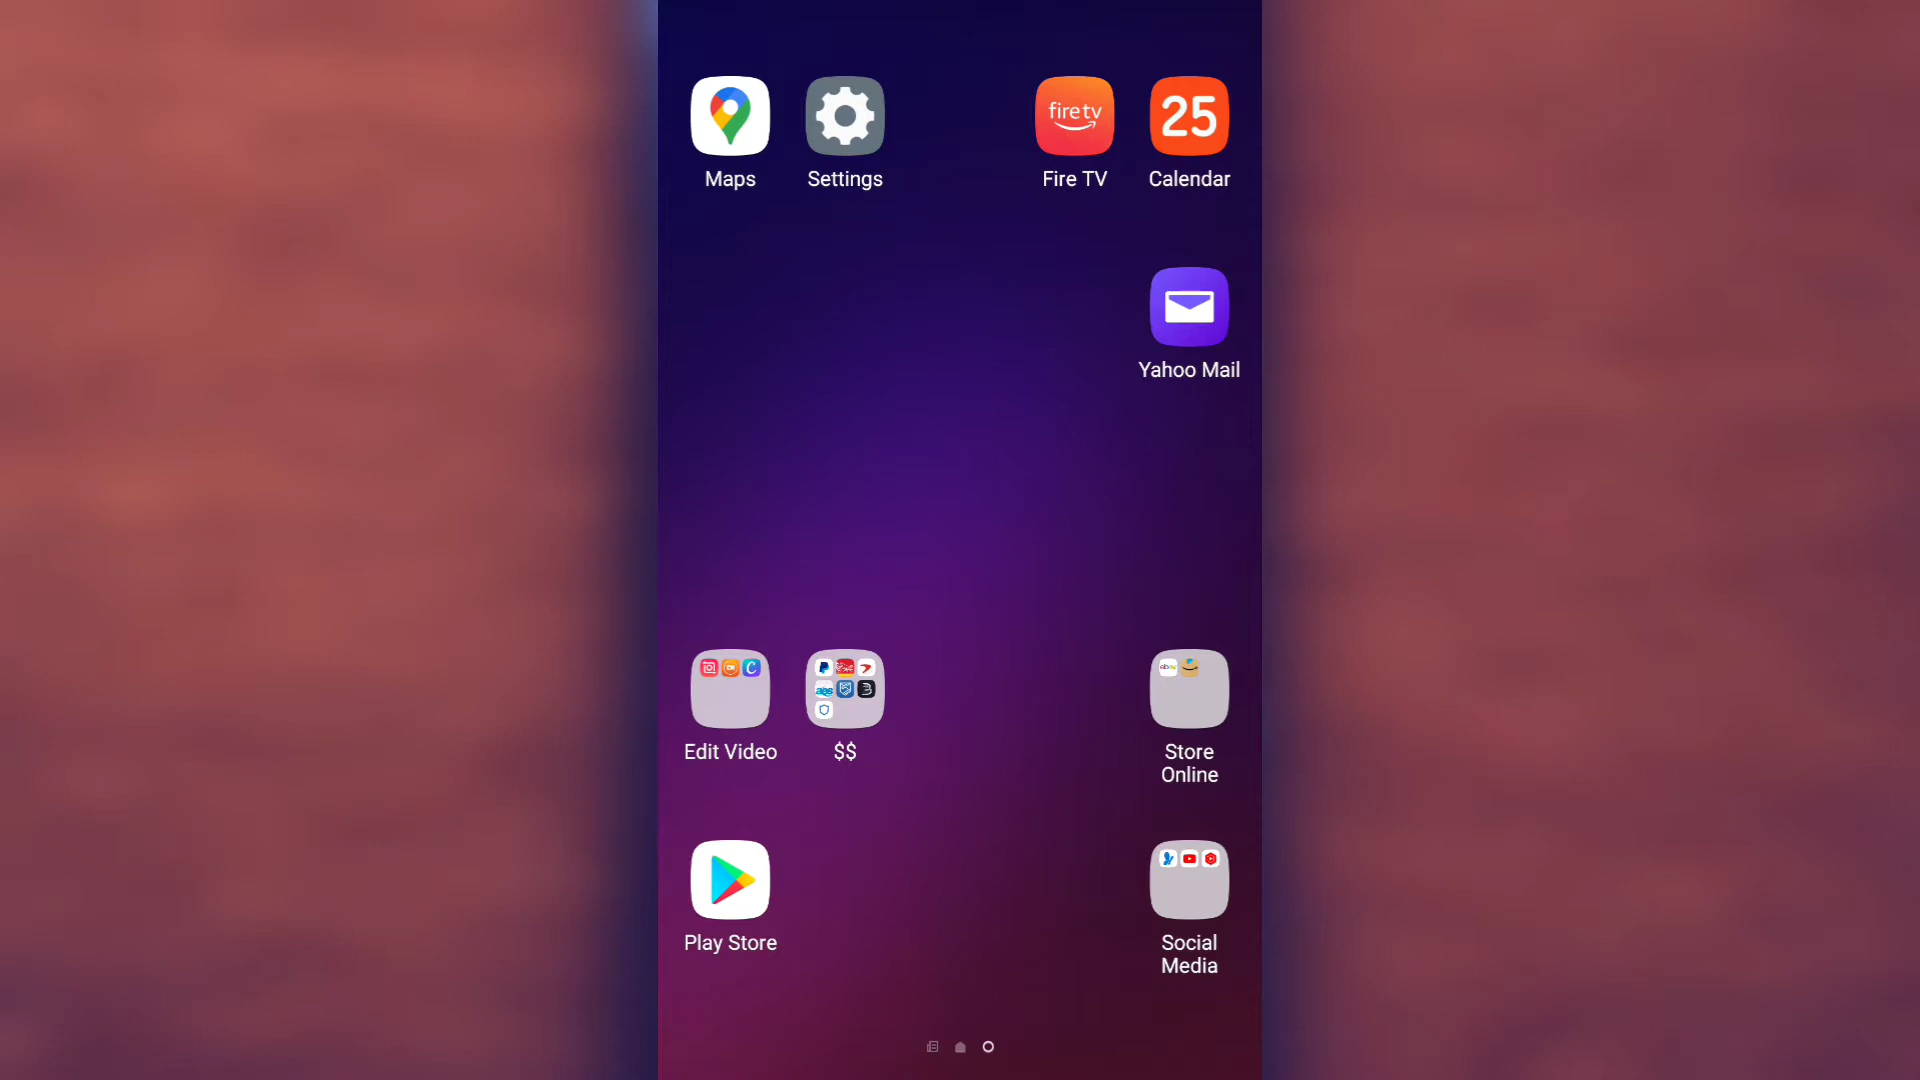 fire tv
25
Maps
Settings
Fire TV
Calendar
Yahoo Mail
Edit Video
$$
Store
Online
Play Store
Social
Media